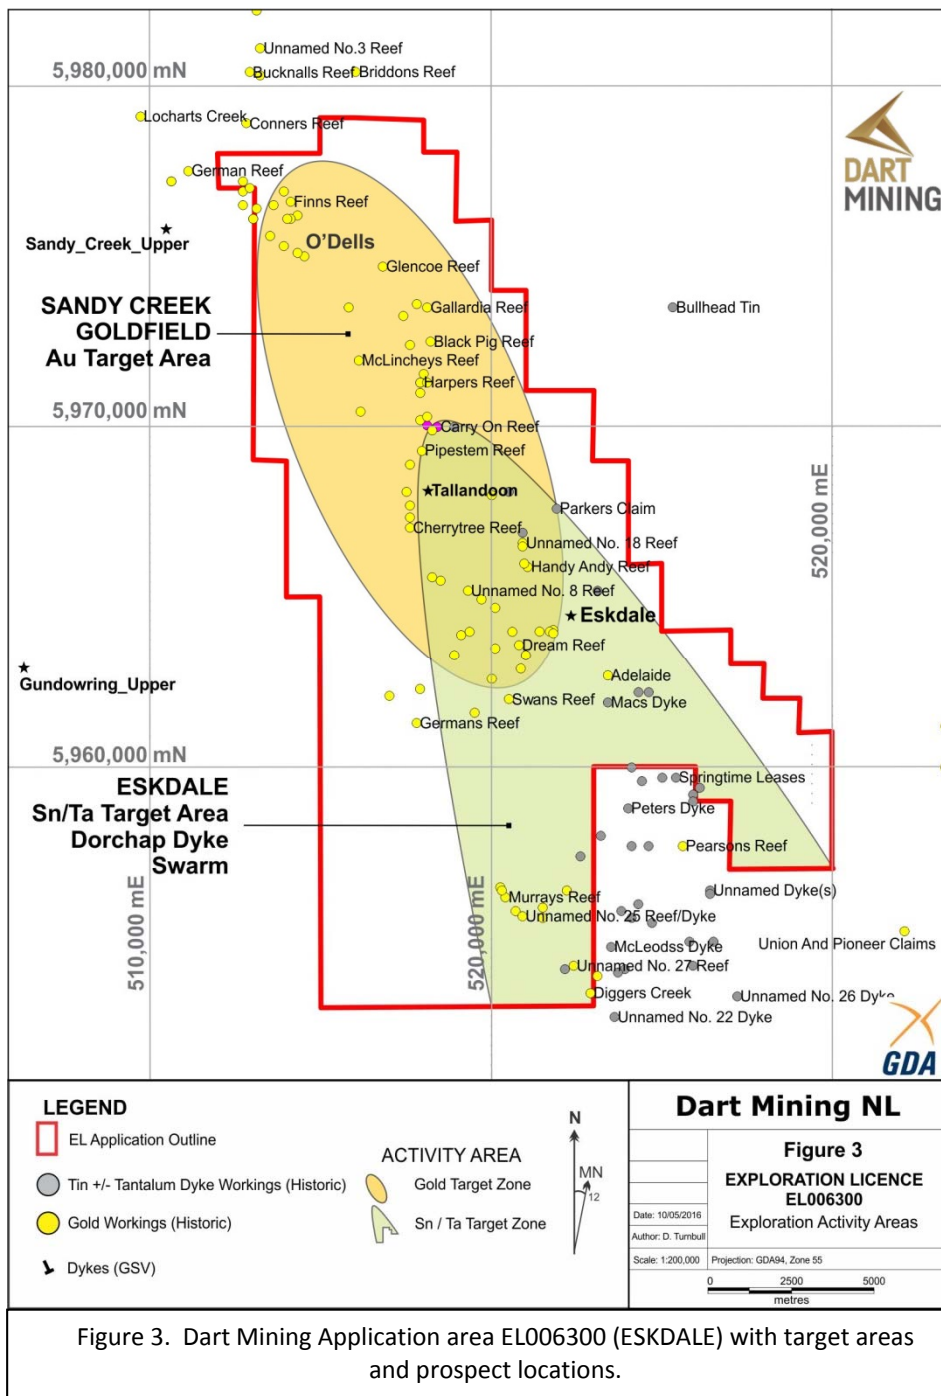 Unnamed No.3 Reef
5,980,000 mN
Bucknalls Reef
Briddons Reef
Locharts Creek
Conners Reef
DART
MINING
German Reef
Finns Reef
Sandy_Creek_Upper
O'Dells
Glencoe Reef
SANDY CREEK
GOLDFIELD
Au Target Area
Gallardia Reef
Bullhead Tin
Black Pig Reef
McLincheys Reef
Harpers Reef
5,970,000 mN
Carry On Reef
Pipestem Reef
520,000 mE
Tallandoon
Parkers Claim
Cherrytree Reef
Unnamed No. 18 Reef
Handy Andy Reef
Unnamed No. 8 Reef
Eskdale
Dream Reef
Gundowring_Upper
Adelaide
Swans Reef
Macs Dyke
Germans Reef
5,960,000 mN
ESKDALE
Sn/Ta Target Area
Dorchap Dyke
Swarm
Springtime Leases
Peters Dyke
Pearsons Reef
510,000 mE
520,000 mE
Murrays Reef
Unnamed Dyke(s)
Unnamed No. 25 Reef/Dyke
McLeodss Dyke
Union And Pioneer Claims
Unnamed No. 27 Reef
Diggers Creek
Unnamed No. 26 Dyke
Unnamed No. 22 Dyke
GDA
LEGEND
EL Application Outline
Tin +/- Tantalum Dyke Workings (Historic)
Gold Workings (Historic)
Dykes (GSV)
ACTIVITY AREA
Gold Target Zone
Sn / Ta Target Zone
N
MN
12
Dart Mining NL
Figure 3
EXPLORATION LICENCE
EL006300
Exploration Activity Areas
Date: 10/05/2016
Author: D. Turnbull
Scale: 1:200,000
Projection: GDA94, Zone 55
0 2500 5000
metres
Figure 3. Dart Mining Application area EL006300 (ESKDALE) with target areas
and prospect locations.